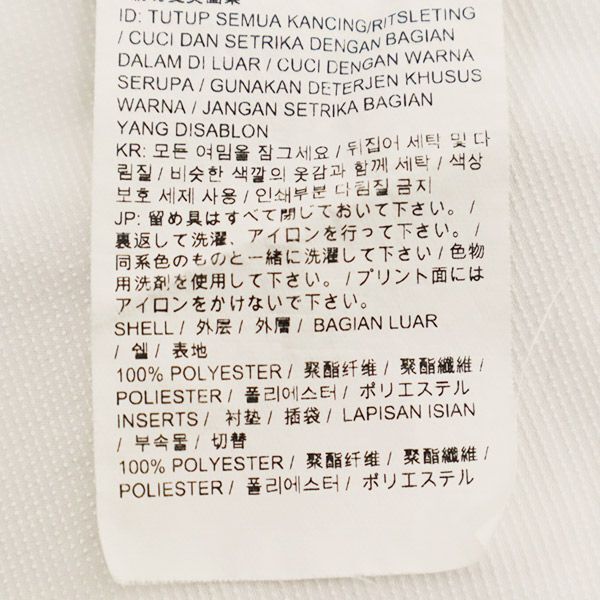 ID: TUTUP SEMUA KANCING/RITSLETING
/ CUCI DAN SETRIKA DENGAN BAGIAN
DALAM DI LUAR / CUCI DENGAN WARNA
SERUPA / GUNAKAN DETERJEN KHUSUS
WARNA / JANGAN SETRIKA BAGIAN
YANG DISABLON
KR: 모든 여밈을 잠그세요 / 뒤집어 세탁 및 다
림질 / 비슷한 색깔의 옷감과 함께 세탁 / 색상
보호 세제 사용 / 인쇄부분 다림질 금지
JP: 留め具はすべて閉じておいて下さい。 /
裏返して洗濯、アイロンを行って下さい。 /
同系色のものと一緒に洗濯して下さい / 色物
用洗剤を使用して下さい。 / プリント面には
アイロンをかけないで下さい。
SHELL / 外层 / 外層 / BAGIAN LUAR
/ 쉘 / 表地
100% POLYESTER / 聚酯纤维 / 聚酯纖維 /
POLIESTER / 폴리에스터 / ポリエステル
INSERTS / 衬垫 / 插袋 / LAPISAN ISIAN
/ 부속물 / 切替
100% POLYESTER / 聚酯纤维 / 聚酯纖維 /
POLIESTER / 폴리에스터 / ポリエステル